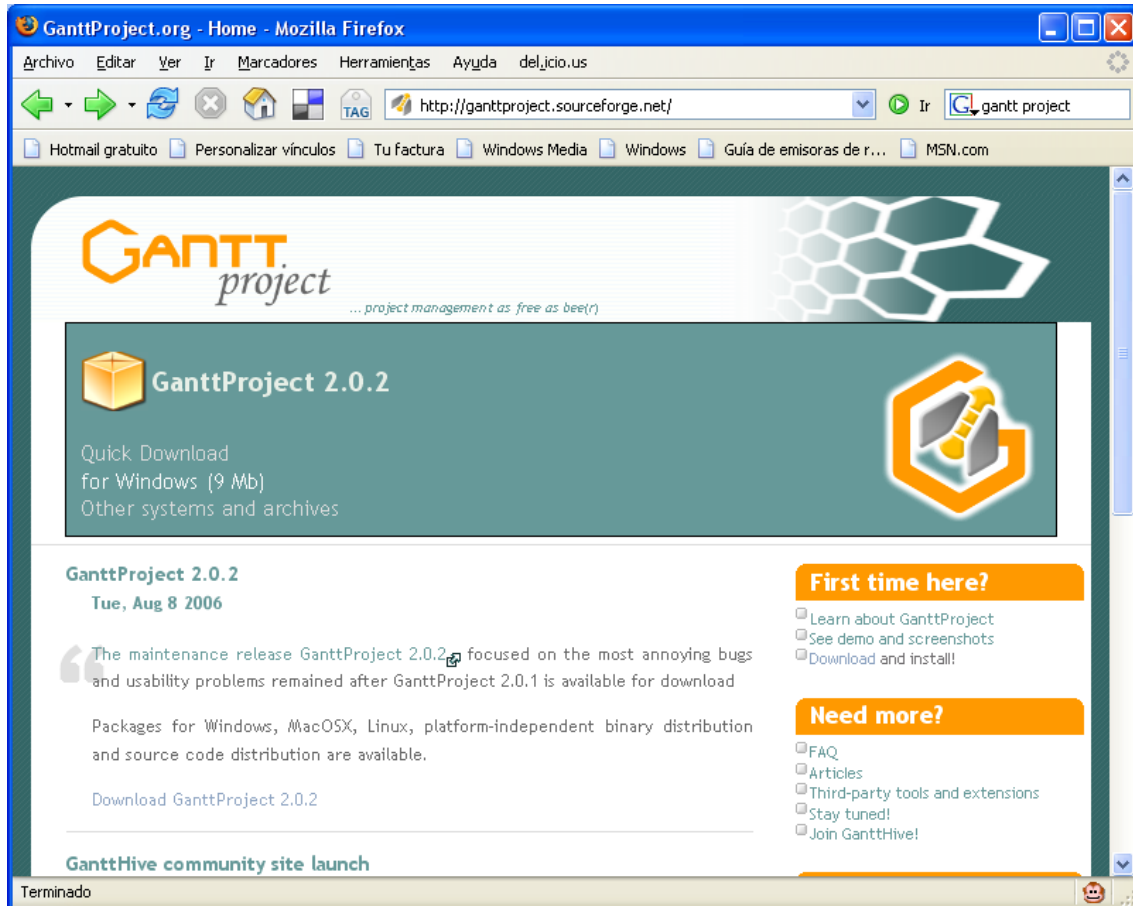 GanttProject.org - Home - Mozilla Firefox
Archivo Editar Ver Ir Marcadores Herramientas Ayuda del.icio.us
TAG http://ganttproject.sourceforge.net/ Ir G gantt project
Hotmail gratuito Personalizar vínculos Tu factura Windows Media Windows Guía de emisoras de r... MSN.com
GANTT
project
... project management as free as bee(r)
GanttProject 2.0.2
Quick Download
for Windows (9 Mb)
Other systems and archives
GanttProject 2.0.2
Tue, Aug 8 2006
“
The maintenance release GanttProject 2.0.2 focused on the most annoying bugs
and usability problems remained after GanttProject 2.0.1 is available for download
Packages for Windows, MacOSX, Linux, platform-independent binary distribution
and source code distribution are available.
Download GanttProject 2.0.2
GanttHive community site launch
First time here?
Learn about GanttProject
See demo and screenshots
Download and install!
Need more?
FAQ
Articles
Third-party tools and extensions
Stay tuned!
Join GanttHive!
Terminado